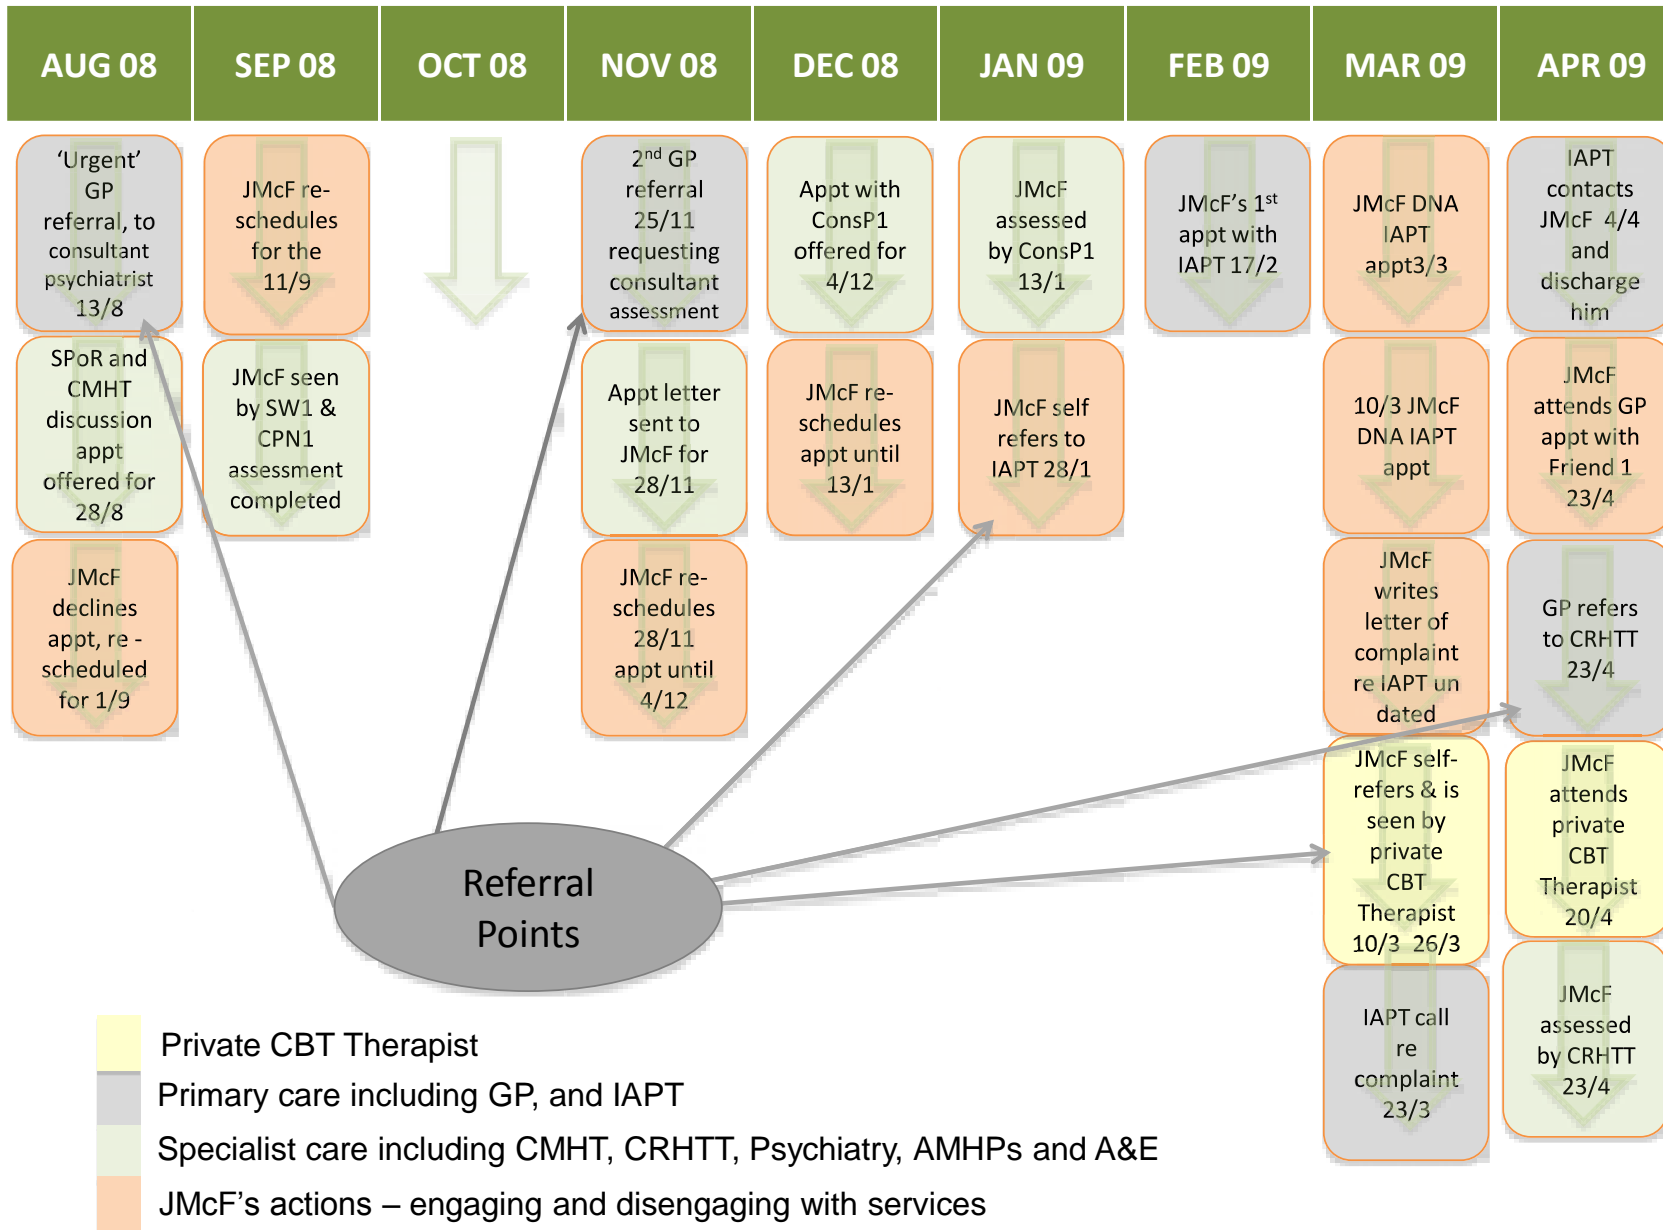 AUG 08
SEP 08
OCT 08
NOV 08
DEC 08
JAN 09
FEB 09
MAR 09
APR 09
‘Urgent’
GP
referral, to
consultant
psychiatrist
13/8
SPoR and
CMHT
discussion
appt
offered for
28/8
JMcF
declines
appt, re -
scheduled
for 1/9
JMcF re-
schedules
for the
11/9
JMcF seen
by SW1 &
CPN1
assessment
completed
2nd GP
referral
25/11
requesting
consultant
assessment
Appt letter
sent to
JMcF for
28/11
JMcF re-
schedules
28/11
appt until
4/12
Appt with
ConsP1
offered for
4/12
JMcF re-
schedules
appt until
13/1
JMcF
assessed
by ConsP1
13/1
JMcF self
refers to
IAPT 28/1
JMcF’s 1st
appt with
IAPT 17/2
JMcF DNA
IAPT
appt3/3
10/3 JMcF
DNA IAPT
appt
JMcF
writes
letter of
complaint
re IAPT un
dated
JMcF self-
refers & is
seen by
private
CBT
Therapist
10/3 26/3
IAPT call
re
complaint
23/3
IAPT
contacts
JMcF 4/4
and
discharge
him
JMcF
attends GP
appt with
Friend 1
23/4
GP refers
to CRHTT
23/4
JMcF
attends
private
CBT
Therapist
20/4
JMcF
assessed
by CRHTT
23/4
Referral
Points
Private CBT Therapist
Primary care including GP, and IAPT
Specialist care including CMHT, CRHTT, Psychiatry, AMHPs and A&E
JMcF’s actions – engaging and disengaging with services